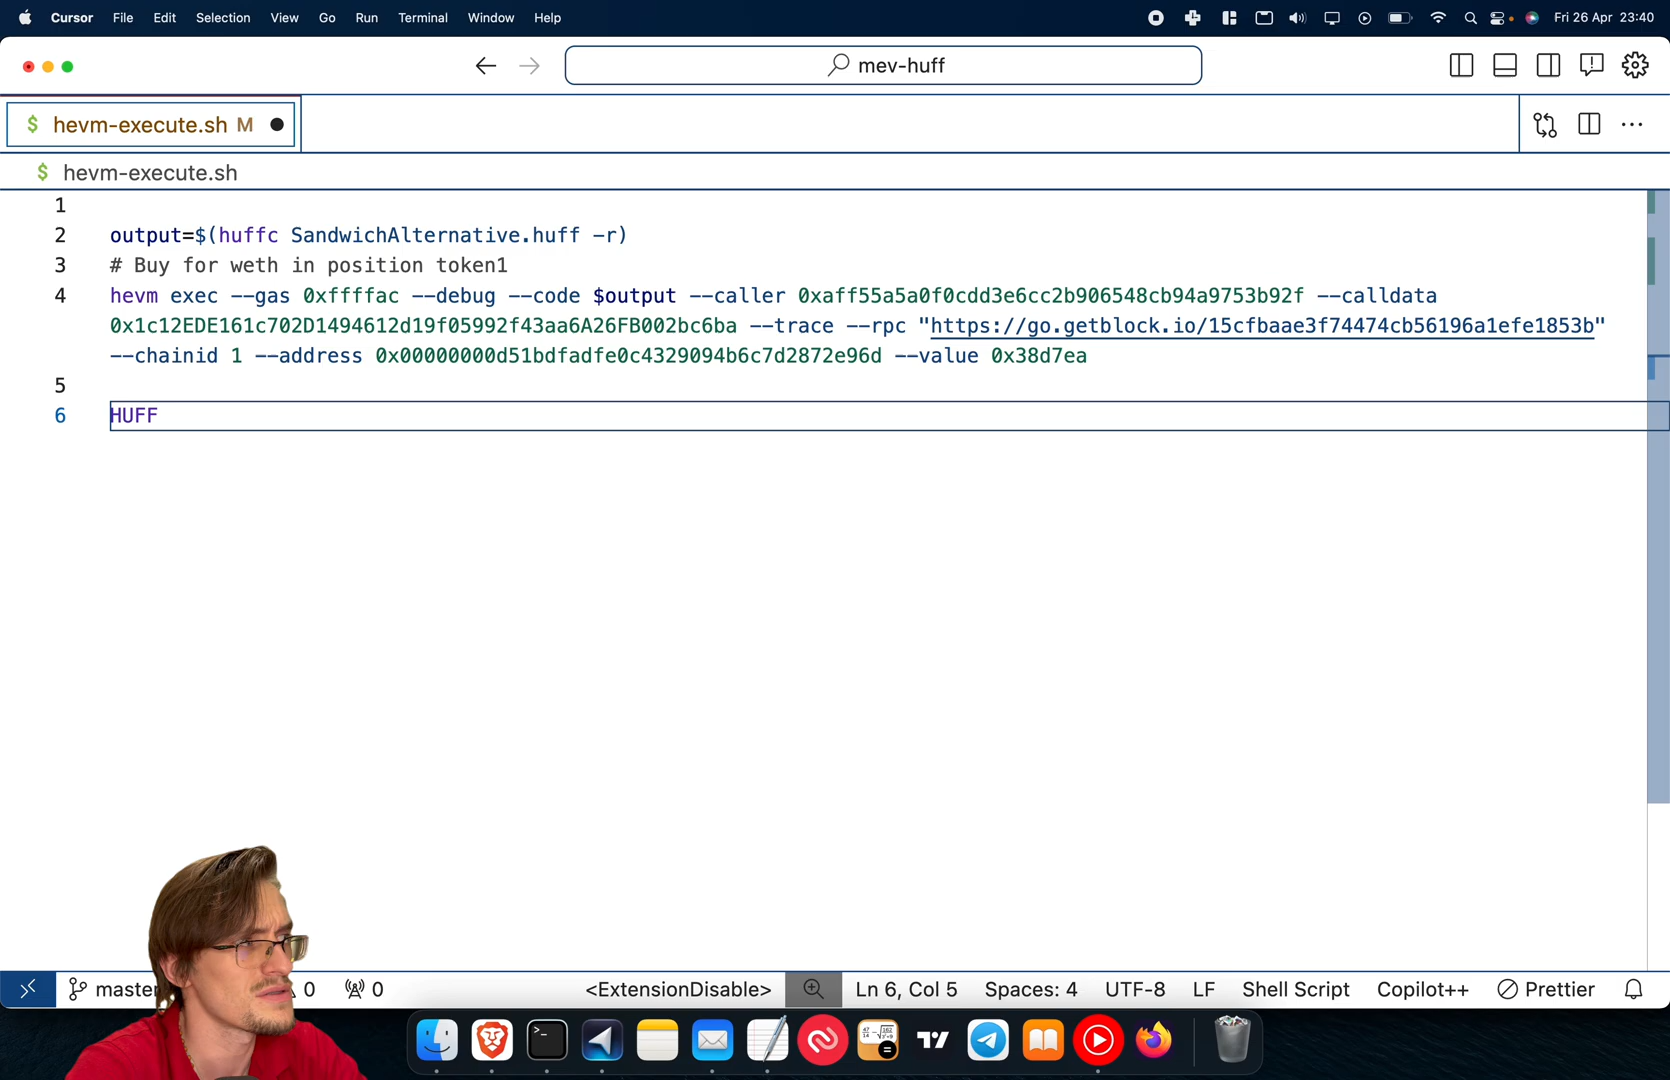 Cursor File Edit Selection View Go Run Terminal Window Help Fri 26 Apr 23:40
mev-huff
$ hevm-execute.sh M
$ hevm-execute.sh
1
2 output=$(huffc SandwichAlternative.huff -r)
3 # Buy for weth in position token1
4 hevm exec --gas 0xffffac --debug --code $output --caller 0xaff55a5a0f0cdd3e6cc2b906548cb94a9753b92f --calldata
0x1c12EDE161c702D1494612d19f05992f43aa6A26FB002bc6ba --trace --rpc "https://go.getblock.io/15cfbaae3f74474cb56196a1efe1853b"
--chainid 1 --address 0x00000000d51bdfadfe0c4329094b6c7d2872e96d --value 0x38d7ea
5
6 HUFF
master 0 0 <ExtensionDisable> Ln 6, Col 5 Spaces: 4 UTF-8 LF Shell Script Copilot++ Prettier